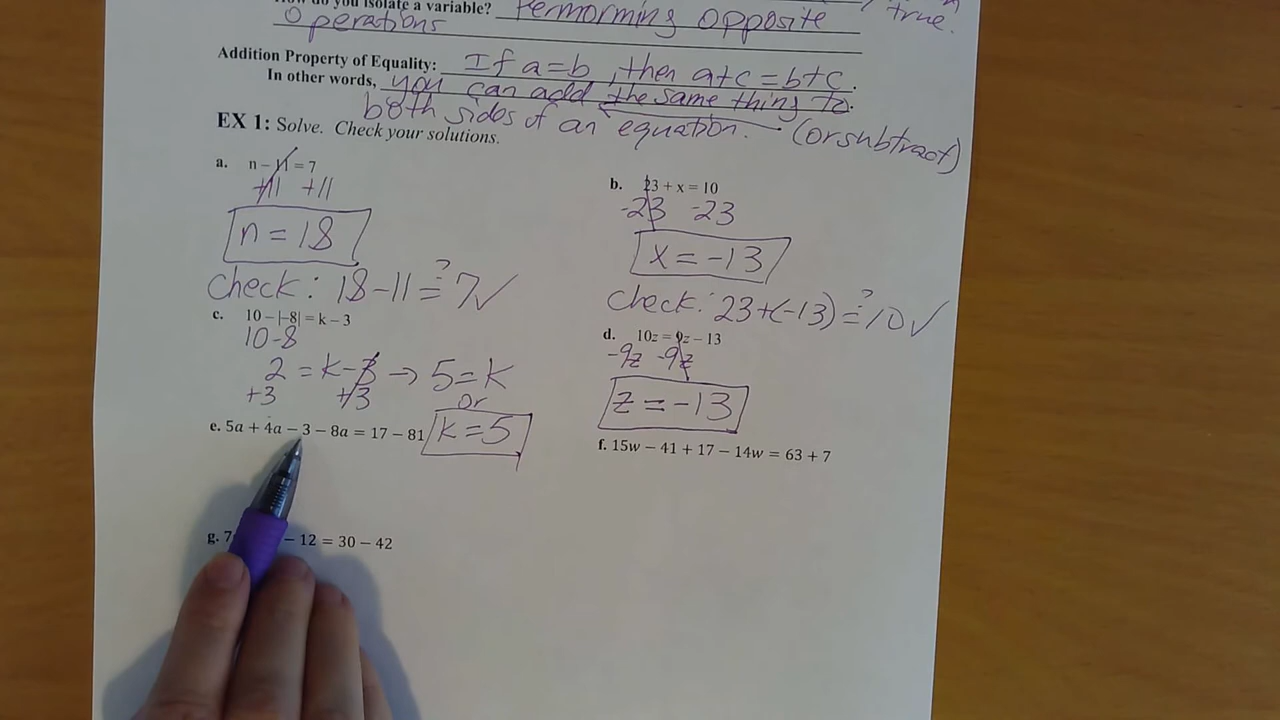 do you isolate a variable? Permorming opposite true.
operations
Addition Property of Equality: If a=b, then a+c=b+c.
In other words, you can add the same thing to
both sides of an equation. (or subtract)
EX 1: Solve. Check your solutions.
a. n – 11 = 7
+11 +11
n = 18
check: 18-11 ≟ 7 ✓
b. 23 + x = 10
-23 -23
x = -13
check: 23+(-13) ≟ 10 ✓
c. 10 – |–8| = k – 3
10-8
2 = k-3 → 5=k
+3 +3 or
k=5
d. 10z = 9z – 13
-9z -9z
z = -13
e. 5a + 4a − 3 − 8a = 17 − 81
f. 15w − 41 + 17 − 14w = 63 + 7
g. 7 − 12 = 30 − 42